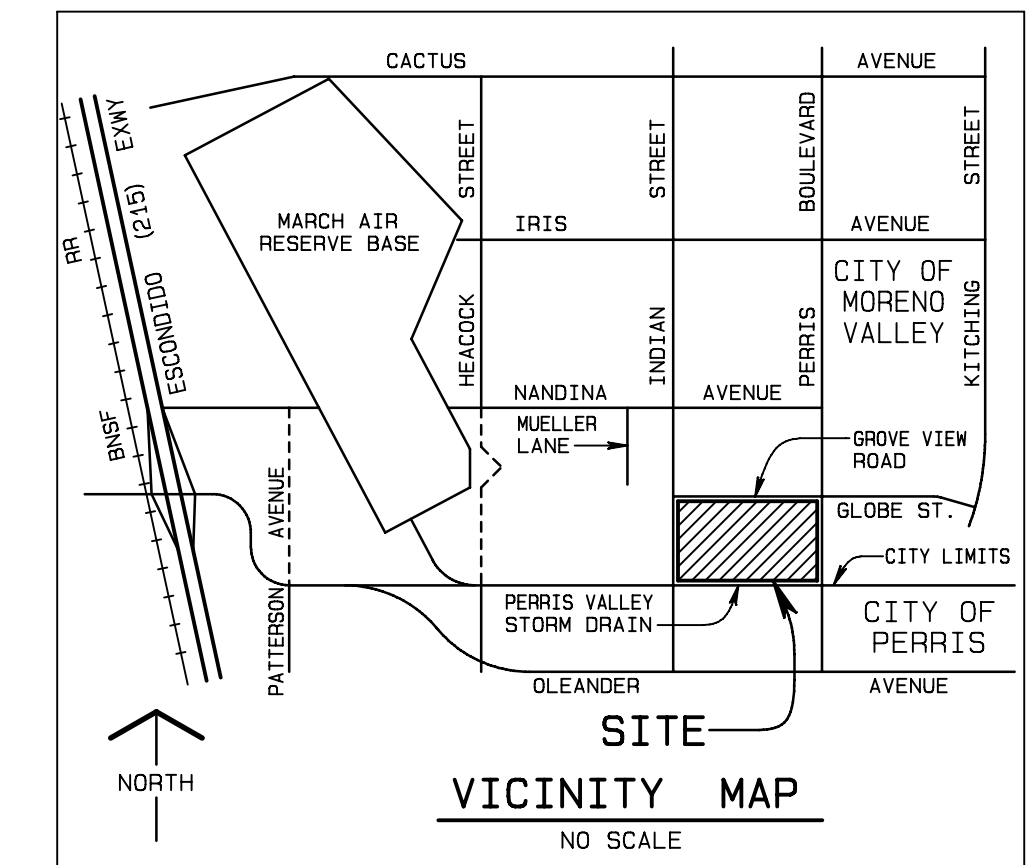 CACTUS AVENUE
EXWY
(215)
ESCONDIDO
RR
BNSF
MARCH AIR
RESERVE BASE
STREET
STREET
BOULEVARD
STREET
IRIS AVENUE
HEACOCK
INDIAN
PERRIS
KITCHING
CITY OF
MORENO
VALLEY
NANDINA AVENUE
MUELLER
LANE
GROVE VIEW
ROAD
GLOBE ST.
PATTERSON AVENUE
CITY LIMITS
PERRIS VALLEY
STORM DRAIN
CITY OF
PERRIS
OLEANDER AVENUE
SITE
NORTH
VICINITY MAP
NO SCALE